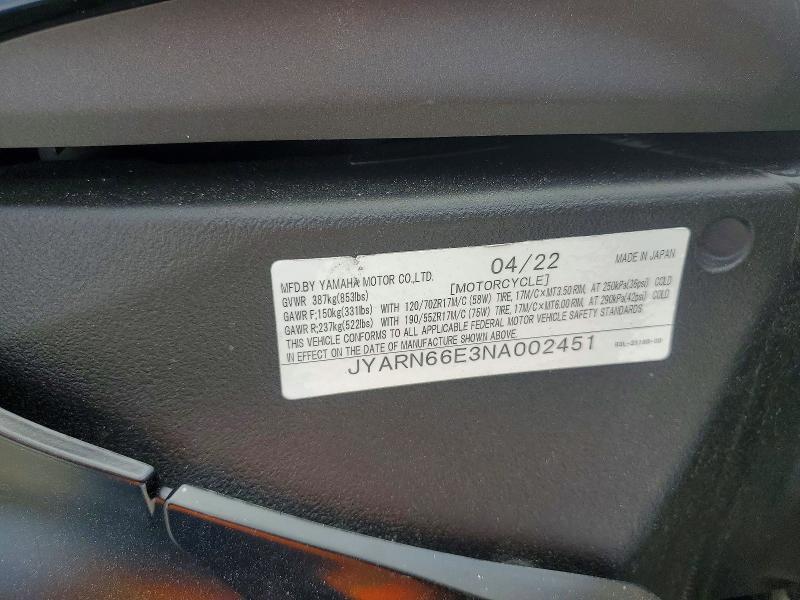 MFD.BY YAMAHA MOTOR CO.,LTD. 04/22 MADE IN JAPAN
GVWR 387kg(853lbs) [MOTORCYCLE]
GAWR F;150kg(331lbs) WITH 120/70ZR17M/C (58W) TIRE, 17M/C×MT3.50 RIM, AT 250kPa(36psi) COLD
GAWR R;237kg(522lbs) WITH 190/55ZR17M/C (75W) TIRE, 17M/C×MT6.00 RIM, AT 290kPa(42psi) COLD
THIS VEHICLE CONFORMS TO ALL APPLICABLE FEDERAL MOTOR VEHICLE SAFETY STANDARDS
IN EFFECT ON THE DATE OF MANUFACTURE SHOWN ABOVE.
JYARN66E3NA002451